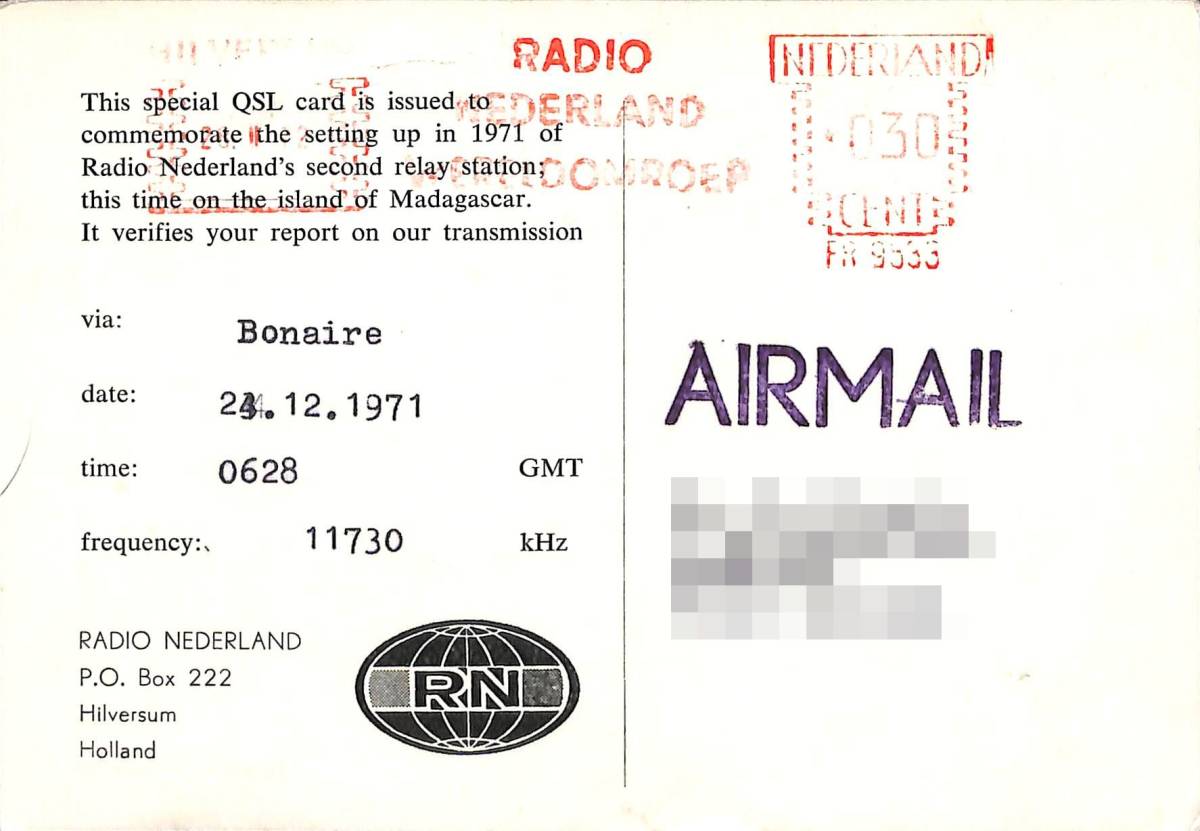 This special QSL card is issued to
commemorate the setting up in 1971 of
Radio Nederland's second relay station;
this time on the island of Madagascar.
It verifies your report on our transmission
via: Bonaire
date: .12.1971
time: 0628 GMT
frequency: 11730 kHz
RADIO NEDERLAND
P.O. Box 222
Hilversum
Holland
RN
RADIO
NEDERLAND
WERELDOMROEP
NEDERLAND
030
CENT
FR 9533
AIRMAIL